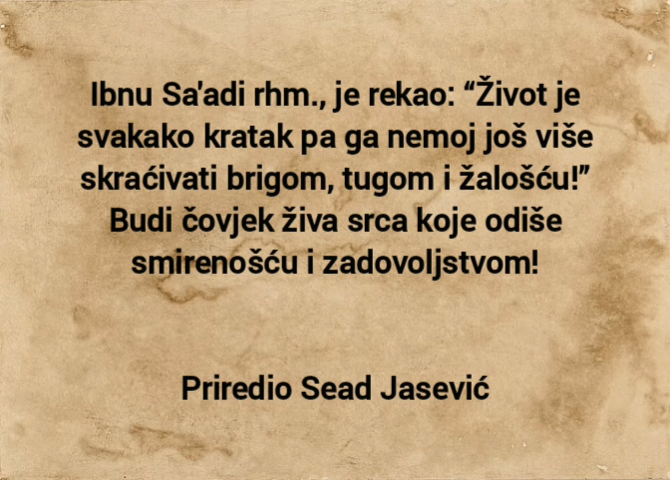 Ibnu Sa'adi rhm., je rekao: “Život je
svakako kratak pa ga nemoj još više
skraćivati brigom, tugom i žalošću!”
Budi čovjek živa srca koje odiše
smirenošću i zadovoljstvom!
Priredio Sead Jasević